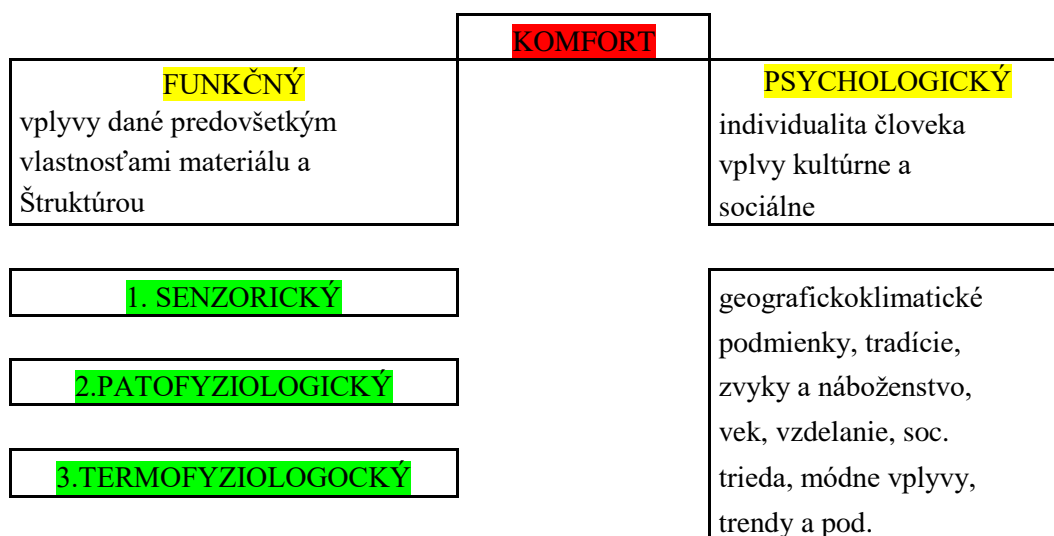 KOMFORT
FUNKČNÝ
vplyvy dané predovšetkým
vlastnosťami materiálu a
Štruktúrou
PSYCHOLOGICKÝ
individualita človeka
vplvy kultúrne a
sociálne
1. SENZORICKÝ
2.PATOFYZIOLOGICKÝ
3.TERMOFYZIOLOGOCKÝ
geografickoklimatické
podmienky, tradície,
zvyky a náboženstvo,
vek, vzdelanie, soc.
trieda, módne vplyvy,
trendy a pod.